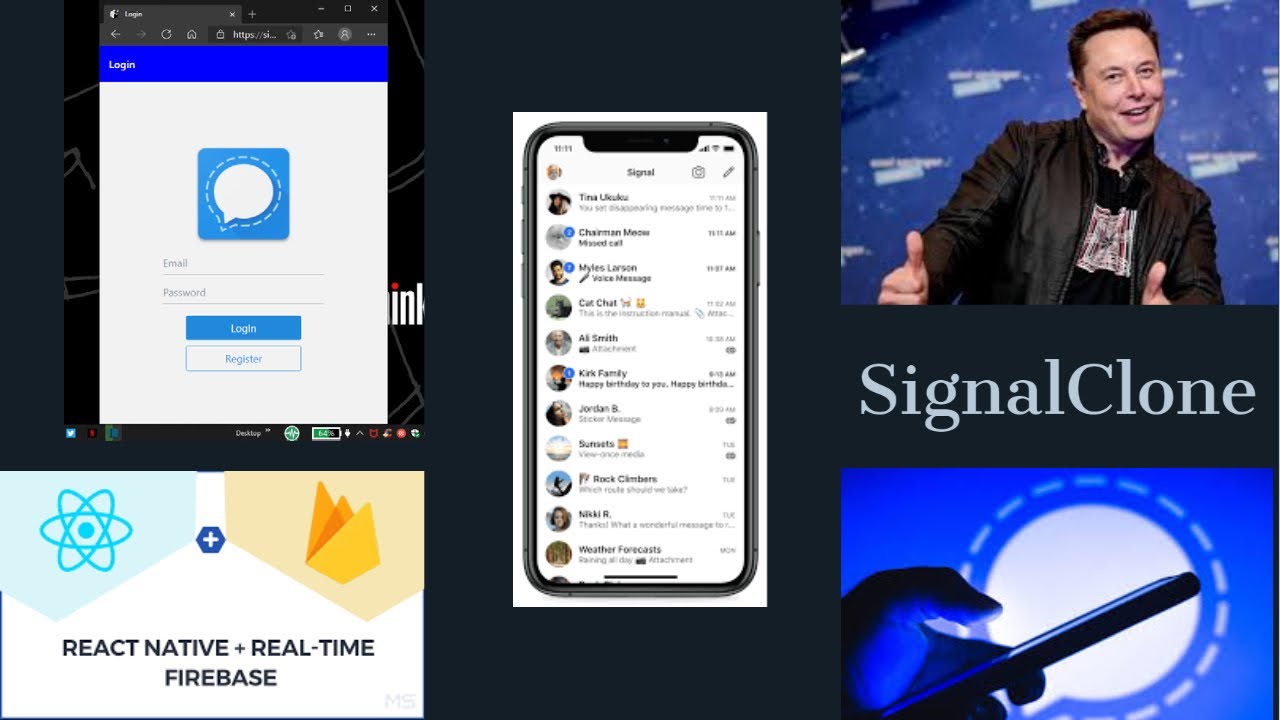 Login
https://si...
Login
Email
Password
LogIn
Register
ink
Desktop
64%
REACT NATIVE + REAL-TIME
FIREBASE
MS
11:11
Signal
Tina Ukuku 11:11 AM
You set disappearing message time to 1...
Chairman Meow 11:11 AM
2
Missed call
Myles Larson 11:07 AM
Voice Message
Cat Chat 11:02 AM
This is the instruction manual. Attac...
Ali Smith 10:38 AM
Attachment
Kirk Family 9:13 AM
1
Happy birthday to you. Happy birthda...
Jordan B. 8:09 AM
Sticker Message
Sunsets TUE
View-once media
Rock Climbers TUE
Which route should we take?
Nikki R. TUE
Thanks! What a wonderful message to r...
Weather Forecasts MON
Raining all day Attachment
SignalClone